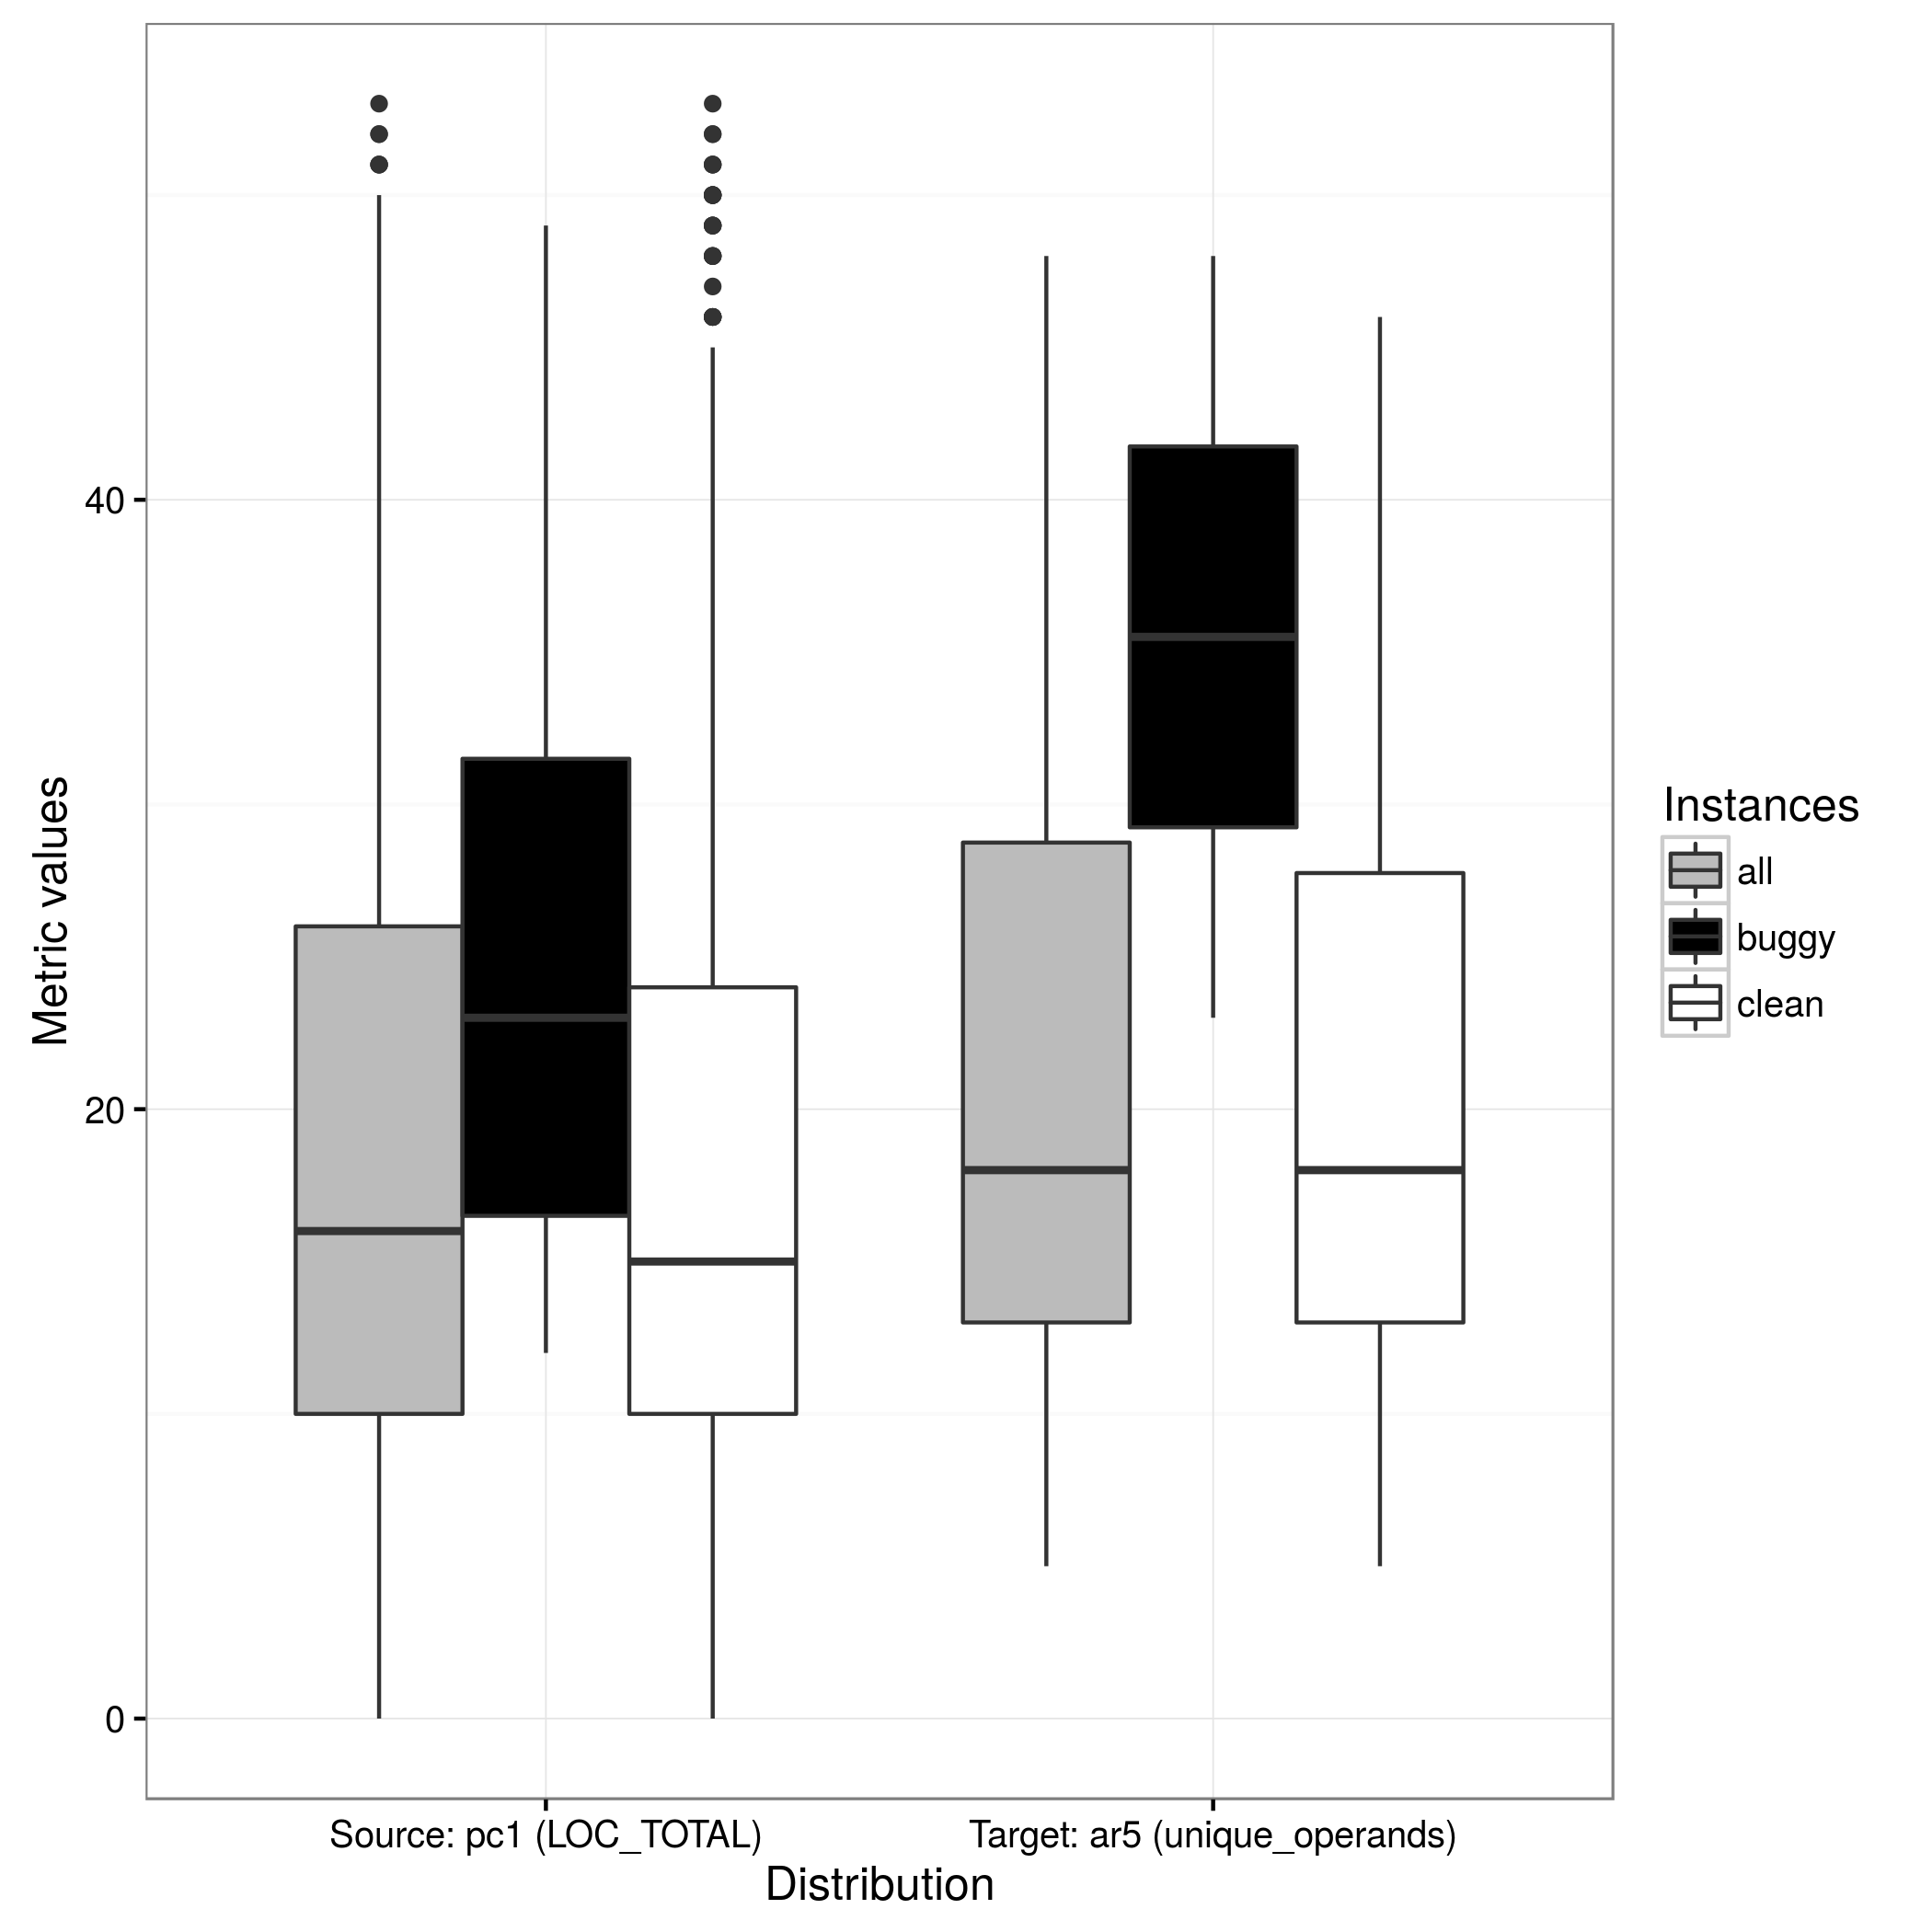 Metric values
40
20
0
Source: pc1 (LOC_TOTAL)
Target: ar5 (unique_operands)
Distribution
Instances
all
buggy
clean